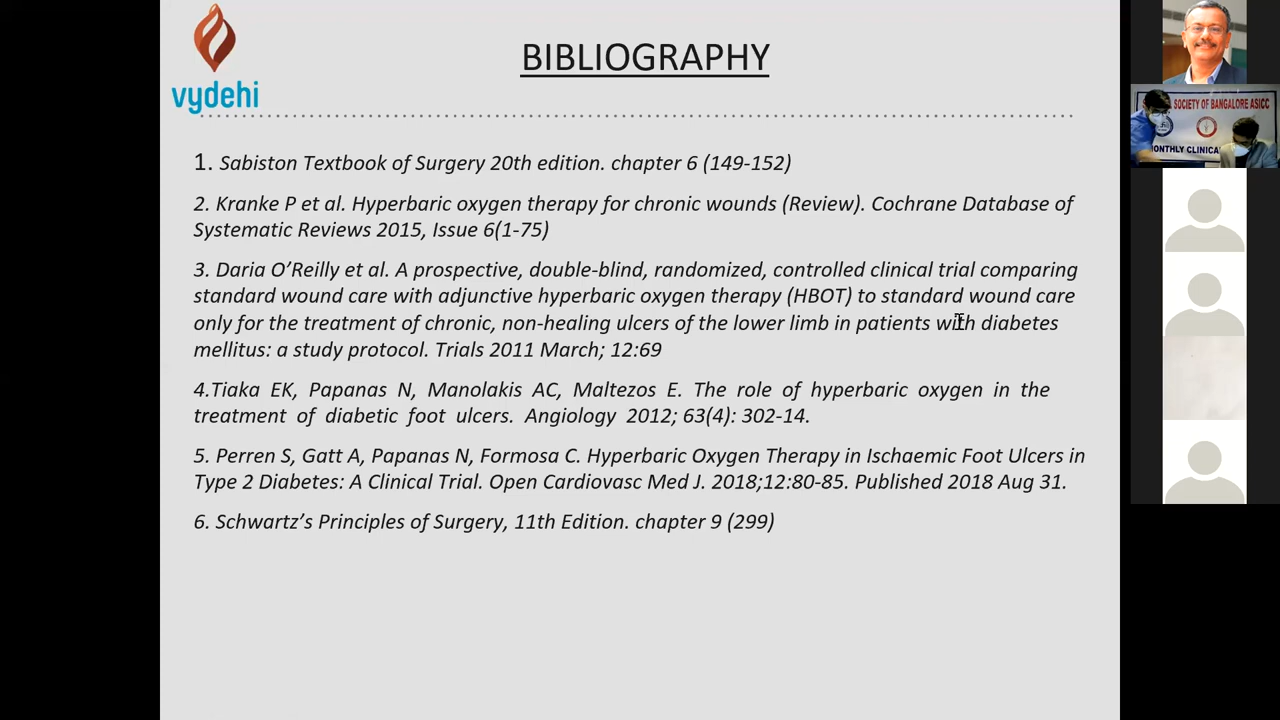 vydehi
BIBLIOGRAPHY
1. Sabiston Textbook of Surgery 20th edition. chapter 6 (149-152)
2. Kranke P et al. Hyperbaric oxygen therapy for chronic wounds (Review). Cochrane Database of
Systematic Reviews 2015, Issue 6(1-75)
3. Daria O’Reilly et al. A prospective, double-blind, randomized, controlled clinical trial comparing
standard wound care with adjunctive hyperbaric oxygen therapy (HBOT) to standard wound care
only for the treatment of chronic, non-healing ulcers of the lower limb in patients with diabetes
mellitus: a study protocol. Trials 2011 March; 12:69
4.Tiaka EK, Papanas N, Manolakis AC, Maltezos E. The role of hyperbaric oxygen in the
treatment of diabetic foot ulcers. Angiology 2012; 63(4): 302-14.
5. Perren S, Gatt A, Papanas N, Formosa C. Hyperbaric Oxygen Therapy in Ischaemic Foot Ulcers in
Type 2 Diabetes: A Clinical Trial. Open Cardiovasc Med J. 2018;12:80-85. Published 2018 Aug 31.
6. Schwartz’s Principles of Surgery, 11th Edition. chapter 9 (299)
SOCIETY OF BANGALORE ASICC
MONTHLY CLINICA